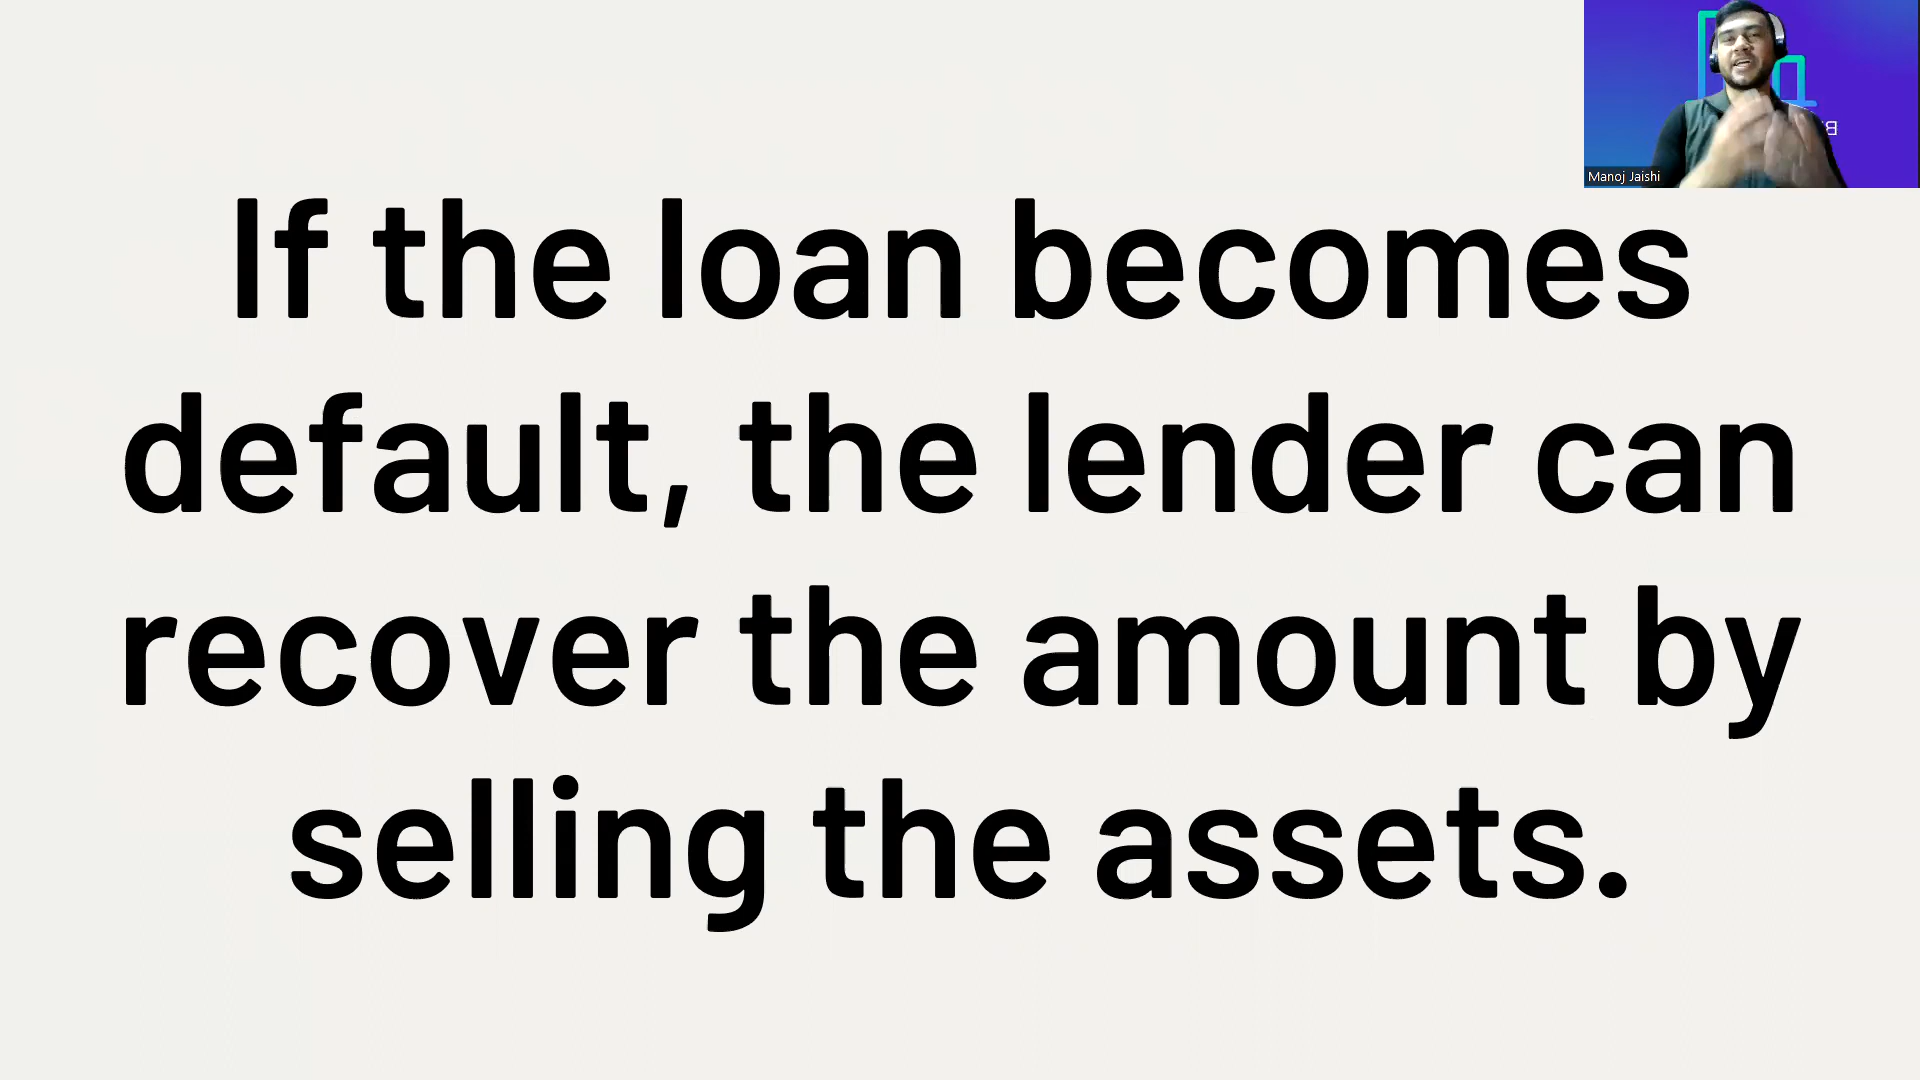 If the loan becomes
default, the lender can
recover the amount by
selling the assets.
Manoj Jaishi